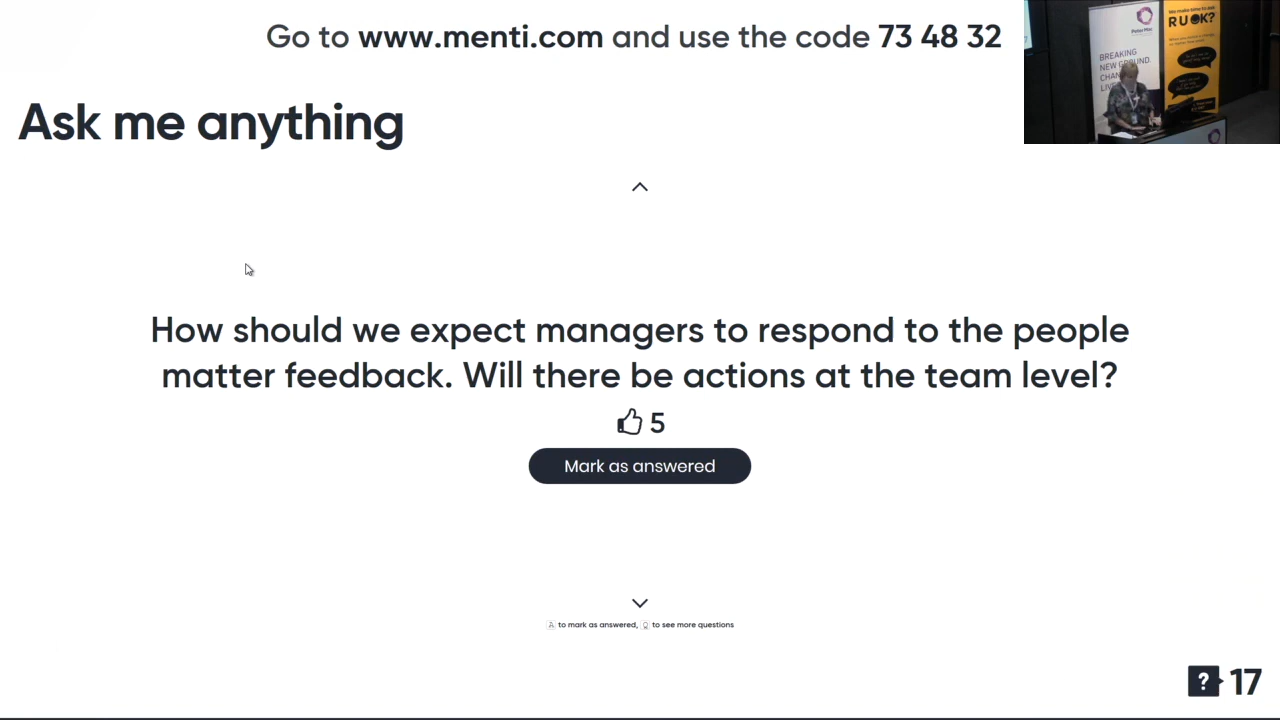 Go to www.menti.com and use the code 73 48 32
Ask me anything
How should we expect managers to respond to the people
matter feedback. Will there be actions at the team level?
5
Mark as answered
A to mark as answered, Q to see more questions
? 17
Peter Mac
BREAKING
NEW GROUND
R U OK?